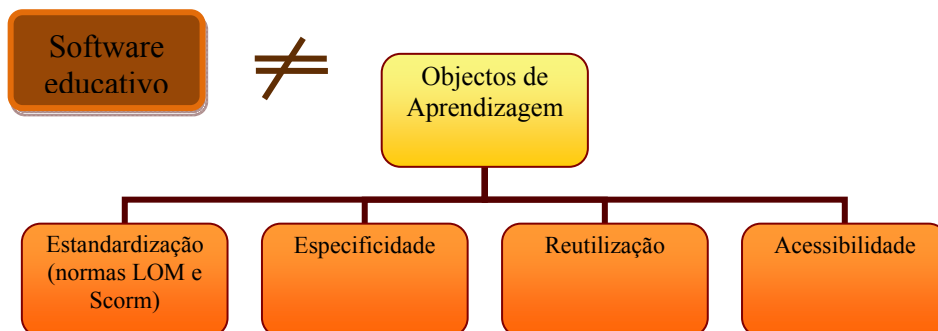 Software
educativo
≠
Objectos de
Aprendizagem
Estandardização
(normas LOM e
Scorm)
Especificidade
Reutilização
Acessibilidade